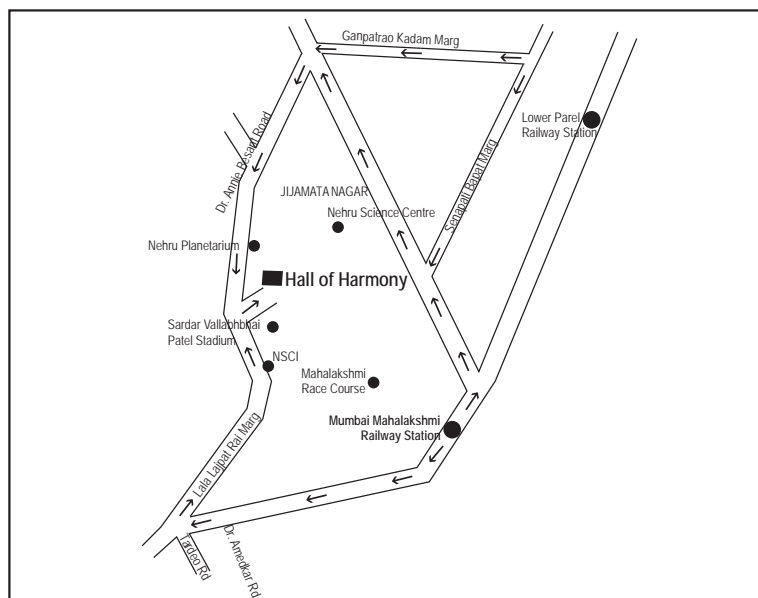 Ganpatrao Kadam Marg
Lower Parel
Railway Station
Dr. Annie Besant Road
Senapati Bapat Marg
JIJAMATA NAGAR
Nehru Science Centre
Nehru Planetarium
Hall of Harmony
Sardar Vallabhbhai
Patel Stadium
NSCI
Mahalakshmi
Race Course
Mumbai Mahalakshmi
Railway Station
Lala Lajpat Rai Marg
Tardeo Rd
Dr. Amedkar Rd